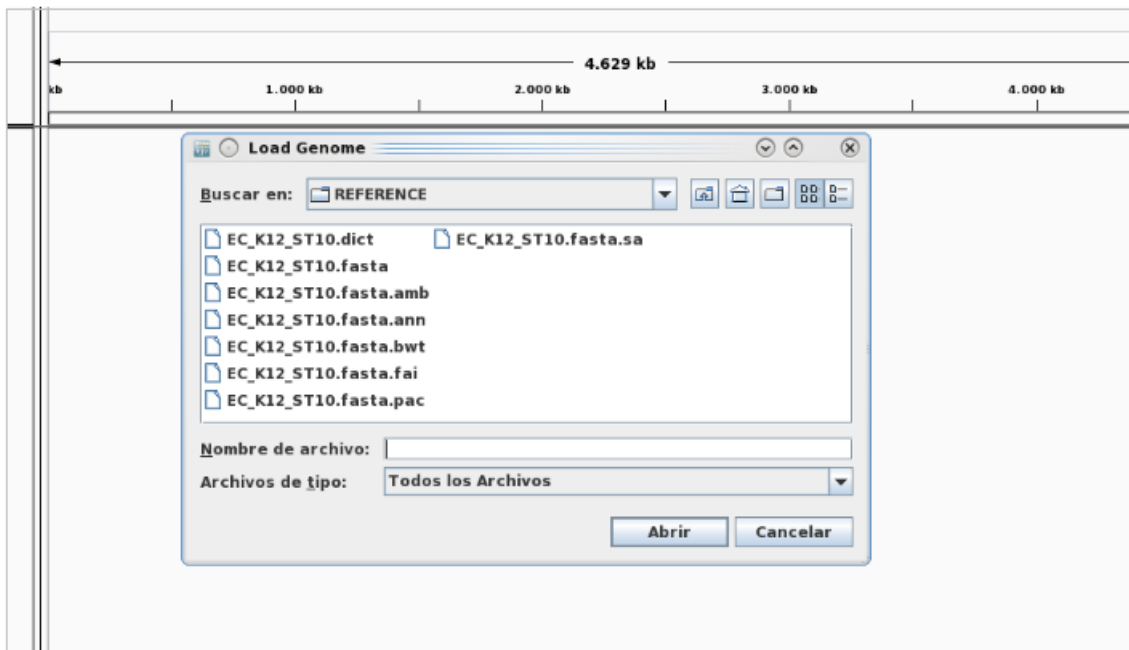 4.629 kb
kb 1.000 kb 2.000 kb 3.000 kb 4.000 kb
Load Genome
Buscar en: REFERENCE
EC_K12_ST10.dict EC_K12_ST10.fasta.sa
EC_K12_ST10.fasta
EC_K12_ST10.fasta.amb
EC_K12_ST10.fasta.ann
EC_K12_ST10.fasta.bwt
EC_K12_ST10.fasta.fai
EC_K12_ST10.fasta.pac
Nombre de archivo:
Archivos de tipo: Todos los Archivos
Abrir Cancelar